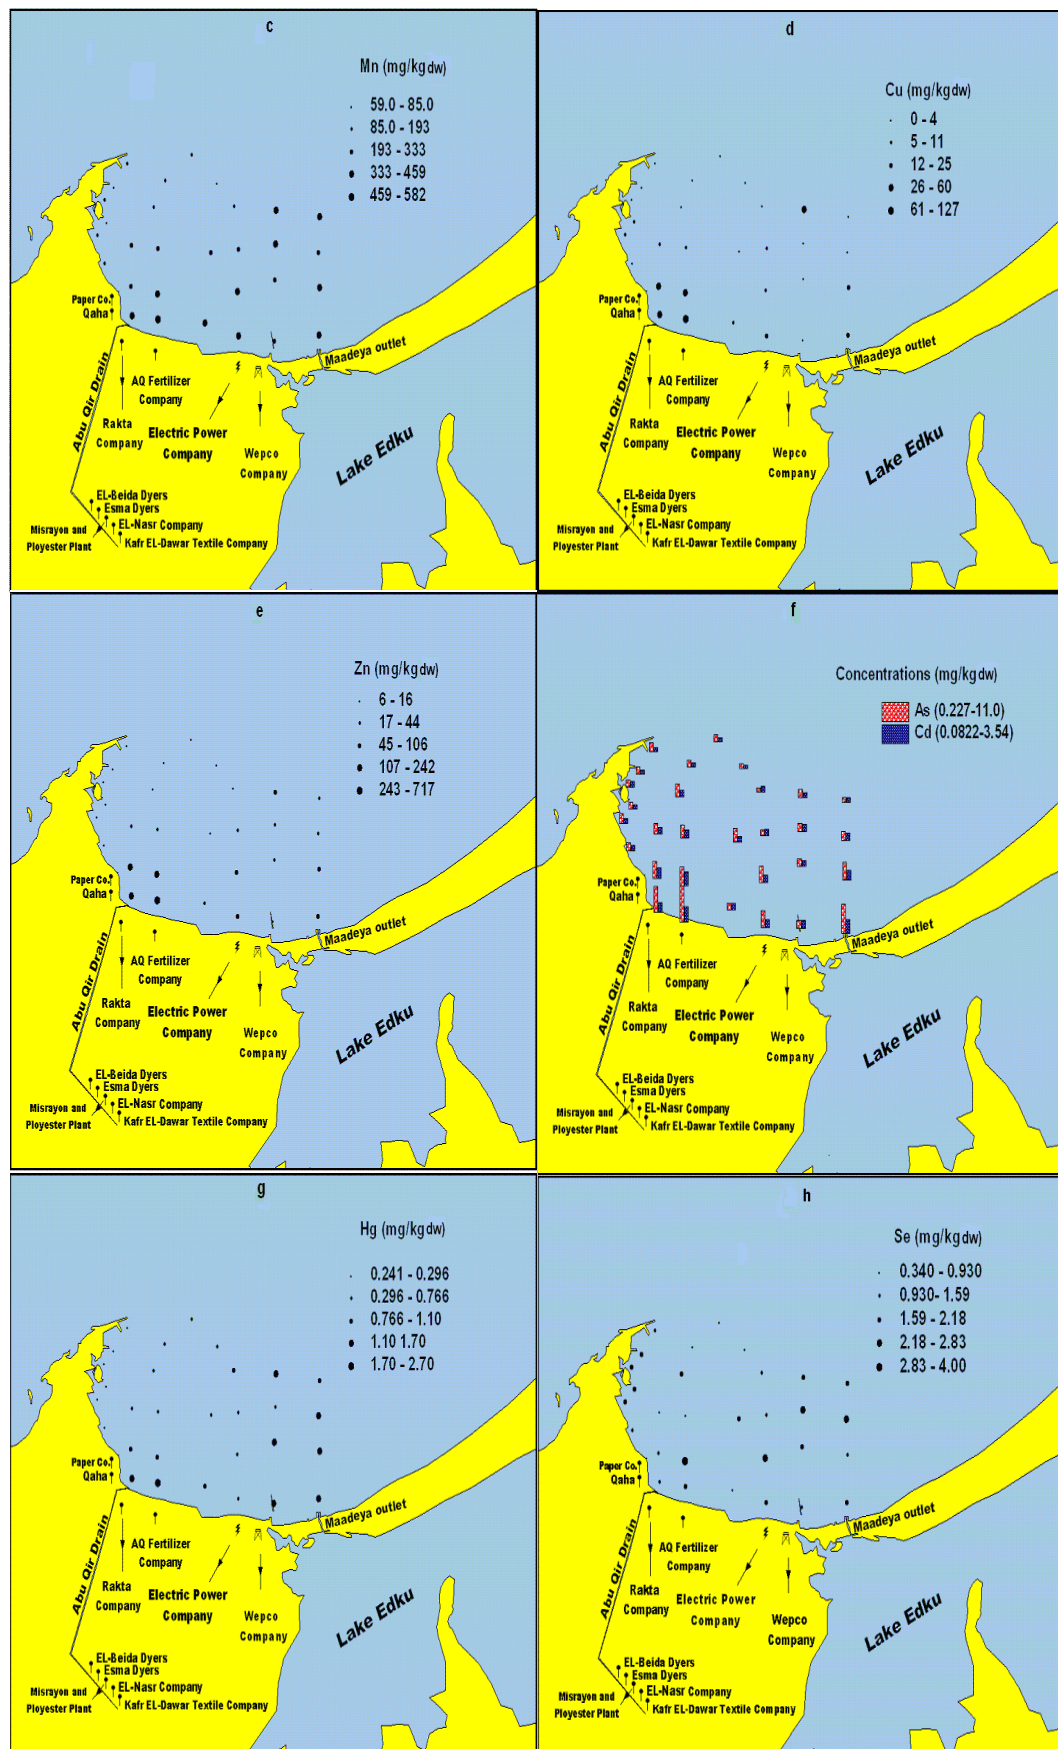 c
Mn (mg/kgdw)
59.0 - 85.0
85.0 - 193
193 - 333
333 - 459
459 - 582
Paper Co.
Qaha
Maadeya outlet
Abu Qir Drain
AQ Fertilizer
Company
Rakta
Company
Electric Power
Company
Wepco
Company
Lake Edku
EL-Beida Dyers
Esma Dyers
Misrayon and
Ployester Plant
EL-Nasr Company
Kafr EL-Dawar Textile Company
d
Cu (mg/kgdw)
0 - 4
5 - 11
12 - 25
26 - 60
61 - 127
Paper Co.
Qaha
Maadeya outlet
Abu Qir Drain
AQ Fertilizer
Company
Rakta
Company
Electric Power
Company
Wepco
Company
Lake Edku
EL-Beida Dyers
Esma Dyers
Misrayon and
Ployester Plant
EL-Nasr Company
Kafr EL-Dawar Textile Company
e
Zn (mg/kgdw)
6 - 16
17 - 44
45 - 106
107 - 242
243 - 717
Paper Co.
Qaha
Maadeya outlet
Abu Qir Drain
AQ Fertilizer
Company
Rakta
Company
Electric Power
Company
Wepco
Company
Lake Edku
EL-Beida Dyers
Esma Dyers
Misrayon and
Ployester Plant
EL-Nasr Company
Kafr EL-Dawar Textile Company
f
Concentrations (mg/kgdw)
As (0.227-11.0)
Cd (0.0822-3.54)
Paper Co.
Qaha
Maadeya outlet
Abu Qir Drain
AQ Fertilizer
Company
Rakta
Company
Electric Power
Company
Wepco
Company
Lake Edku
EL-Beida Dyers
Esma Dyers
Misrayon and
Ployester Plant
EL-Nasr Company
Kafr EL-Dawar Textile Company
g
Hg (mg/kgdw)
0.241 - 0.296
0.296 - 0.766
0.766 - 1.10
1.10 1.70
1.70 - 2.70
Paper Co.
Qaha
Maadeya outlet
Abu Qir Drain
AQ Fertilizer
Company
Rakta
Company
Electric Power
Company
Wepco
Company
Lake Edku
EL-Beida Dyers
Esma Dyers
Misrayon and
Ployester Plant
EL-Nasr Company
Kafr EL-Dawar Textile Company
h
Se (mg/kgdw)
0.340 - 0.930
0.930- 1.59
1.59 - 2.18
2.18 - 2.83
2.83 - 4.00
Paper Co.
Qaha
Maadeya outlet
Abu Qir Drain
AQ Fertilizer
Company
Rakta
Company
Electric Power
Company
Wepco
Company
Lake Edku
EL-Beida Dyers
Esma Dyers
Misrayon and
Ployester Plant
EL-Nasr Company
Kafr EL-Dawar Textile Company